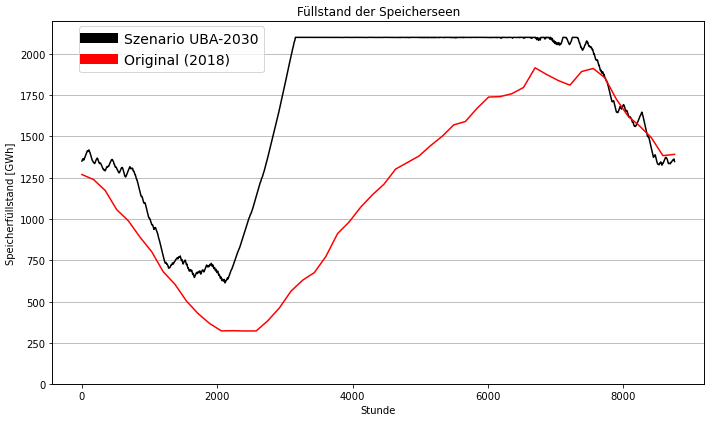 Füllstand der Speicherseen
Szenario UBA-2030
Original (2018)
Speicherfüllstand [GWh]
2000
1750
1500
1250
1000
750
500
250
0
0 2000 4000 6000 8000
Stunde